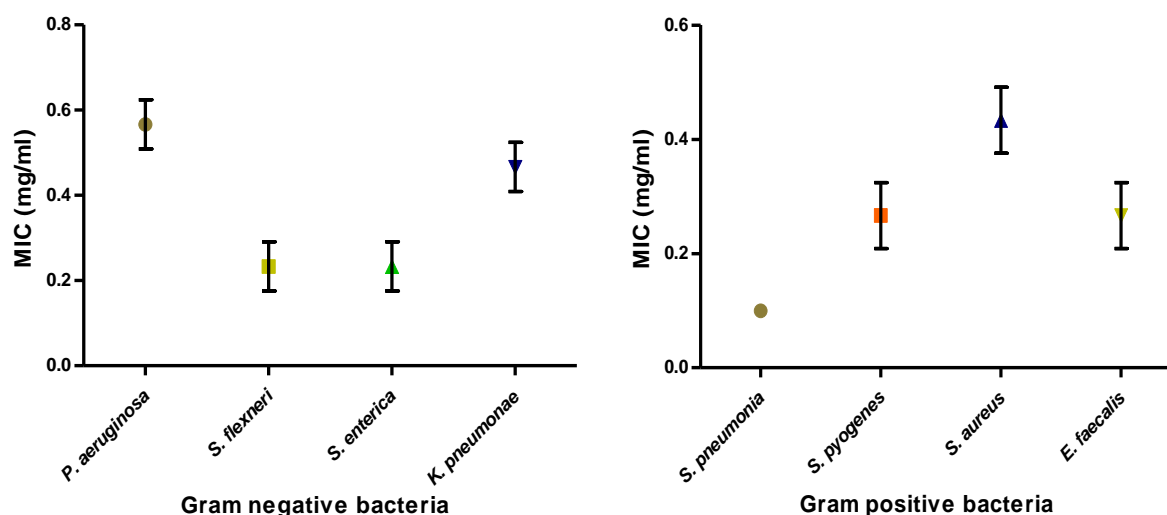 MIC (mg/ml)
0.8
0.6
0.4
0.2
0.0
P. aeruginosa
S. flexneri
S. enterica
K. pneumonae
Gram negative bacteria
MIC (mg/ml)
0.6
0.4
0.2
0.0
S. pneumonia
S. pyogenes
S. aureus
E. faecalis
Gram positive bacteria